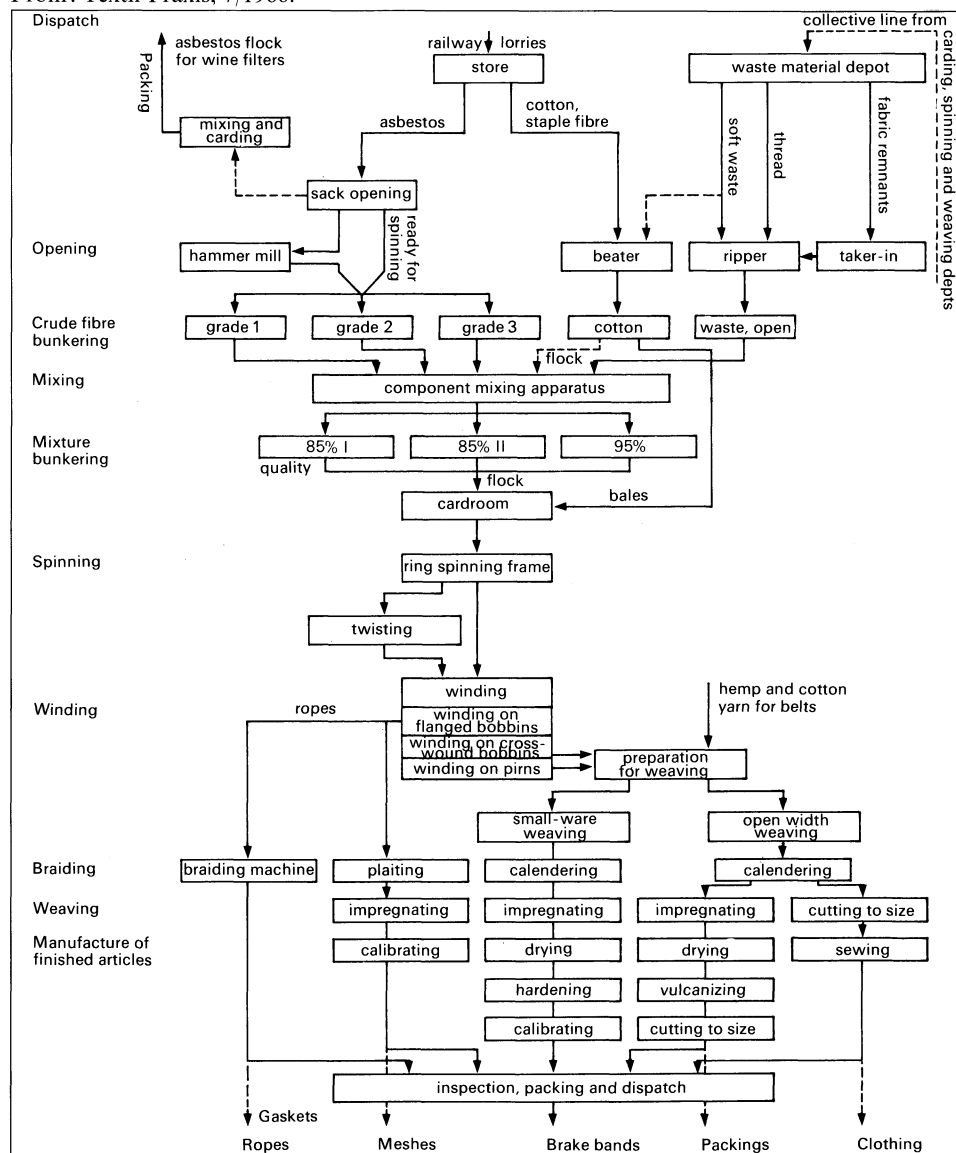 From: Tenth Praxis, 7/1966.
Dispatch
asbestos flock
for wine filters
Packing
railway
lorries
store
collective line from
carding, spinning and weaving depts
waste material depot
mixing and
carding
asbestos
cotton,
staple fibre
soft waste
thread
fabric remnants
sack opening
ready for
spinning
Opening
hammer mill
beater
ripper
taker-in
Crude fibre
bunkering
grade 1
grade 2
grade 3
cotton
waste, open
flock
Mixing
component mixing apparatus
Mixture
bunkering
85% I
85% II
95%
quality
flock
bales
cardroom
Spinning
ring spinning frame
twisting
Winding
ropes
winding
winding on
flanged bobbins
winding on cross-
wound bobbins
winding on pirns
hemp and cotton
yarn for belts
preparation
for weaving
small-ware
weaving
open width
weaving
Braiding
braiding machine
plaiting
calendering
calendering
Weaving
impregnating
impregnating
impregnating
cutting to size
Manufacture of
finished articles
calibrating
drying
drying
sewing
hardening
vulcanizing
calibrating
cutting to size
inspection, packing and dispatch
Gaskets
Ropes
Meshes
Brake bands
Packings
Clothing